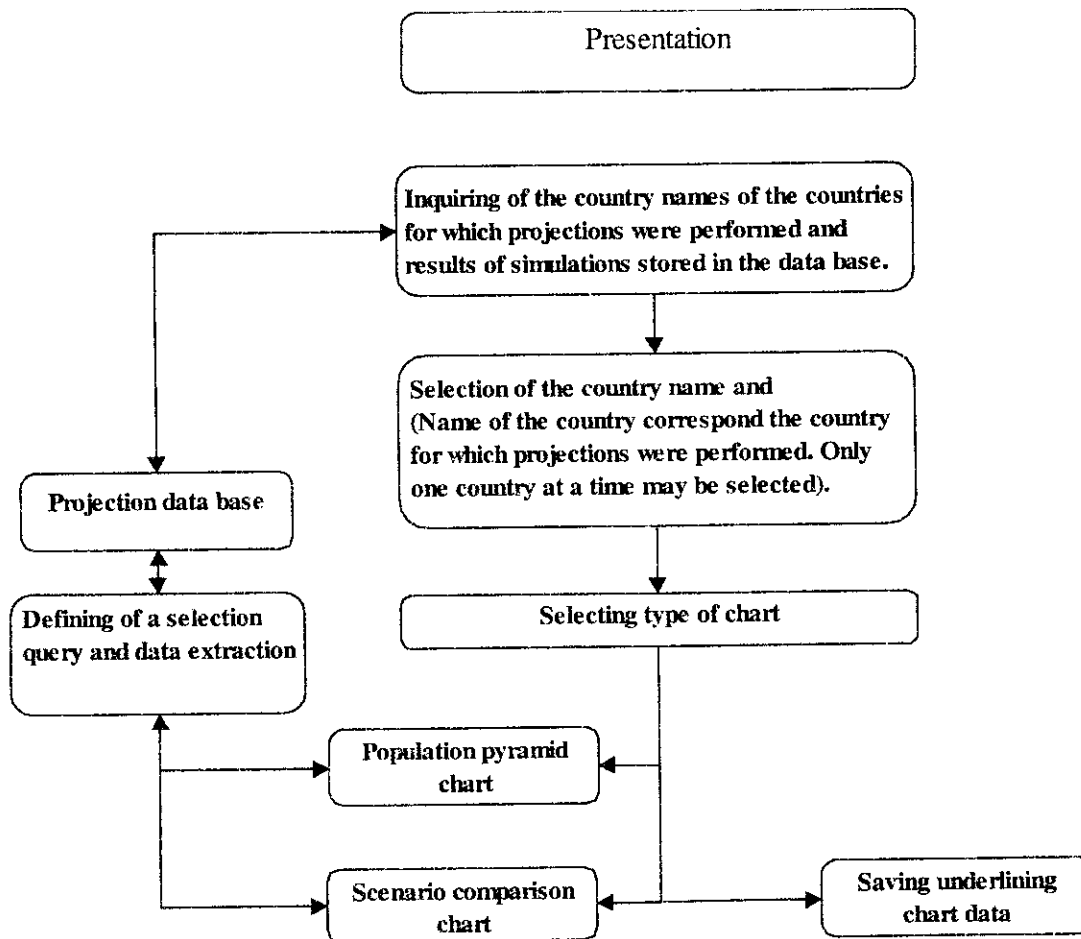 Presentation
Inquiring of the country names of the countries
for which projections were performed and
results of simulations stored in the data base.
Selection of the country name and
(Name of the country correspond the country
for which projections were performed. Only
one country at a time may be selected).
Projection data base
Defining of a selection
query and data extraction
Selecting type of chart
Population pyramid
chart
Scenario comparison
chart
Saving underlining
chart data